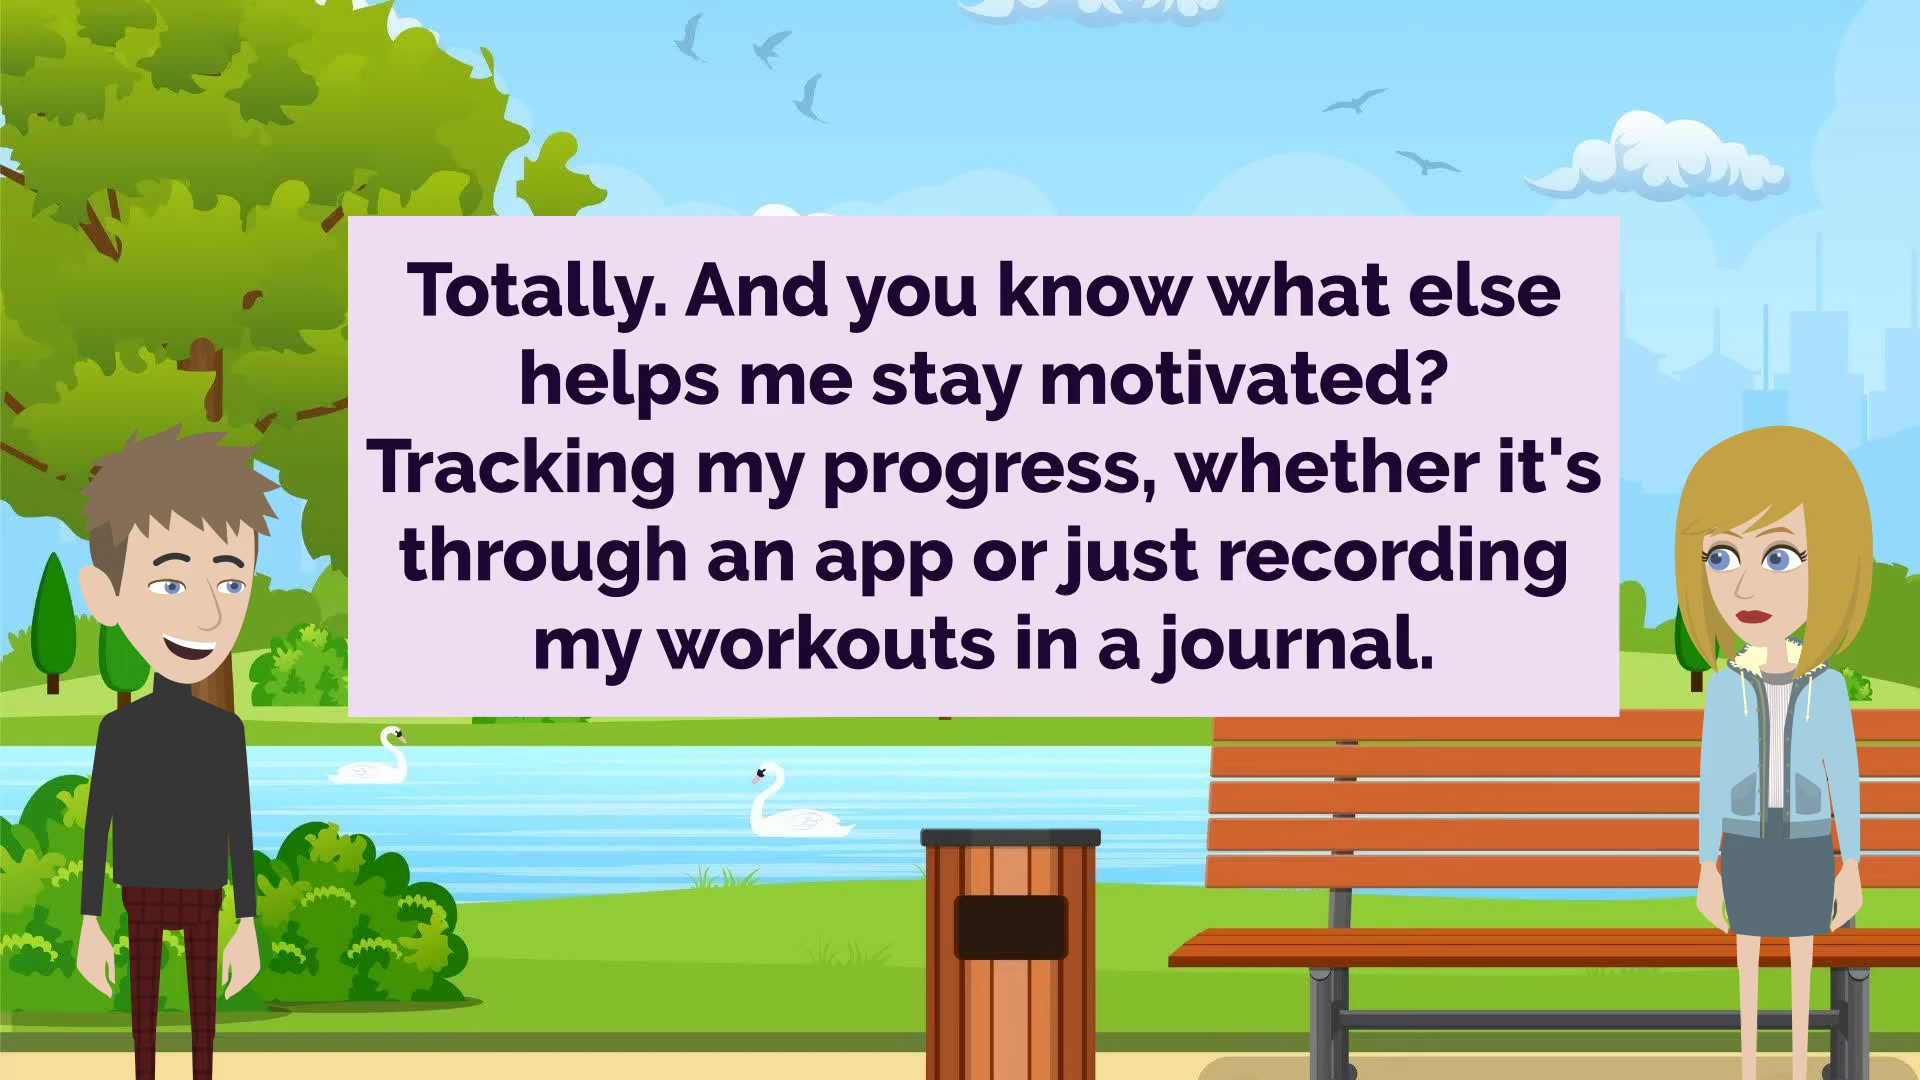 Totally. And you know what else
helps me stay motivated?
Tracking my progress, whether it's
through an app or just recording
my workouts in a journal.